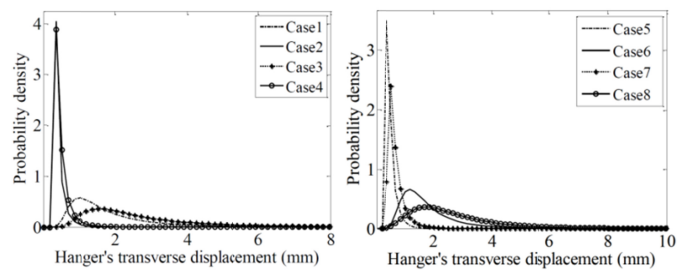 Probability density
4
3
2
1
0
2
4
6
8
Hanger's transverse displacement (mm)
Case1
Case2
Case3
Case4
Probability density
3
2
1
0
2
4
6
8
10
Hanger's transverse displacement (mm)
Case5
Case6
Case7
Case8